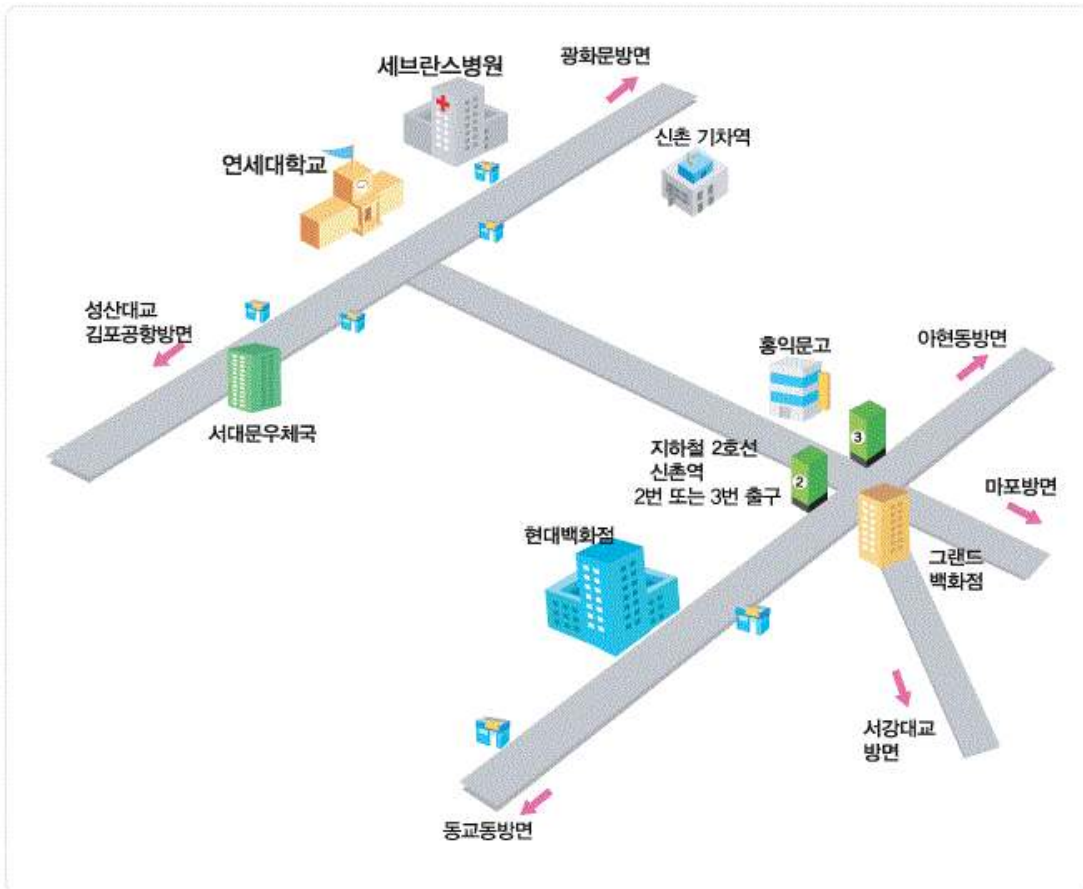 광화문방면
세브란스병원
신촌 기차역
연세대학교
성산대교
김포공항방면
홍익문고
아현동방면
서대문우체국
3
지하철 2호선
신촌역
2번 또는 3번 출구
2
마포방면
현대백화점
그랜드
백화점
서강대교
방면
동교동방면